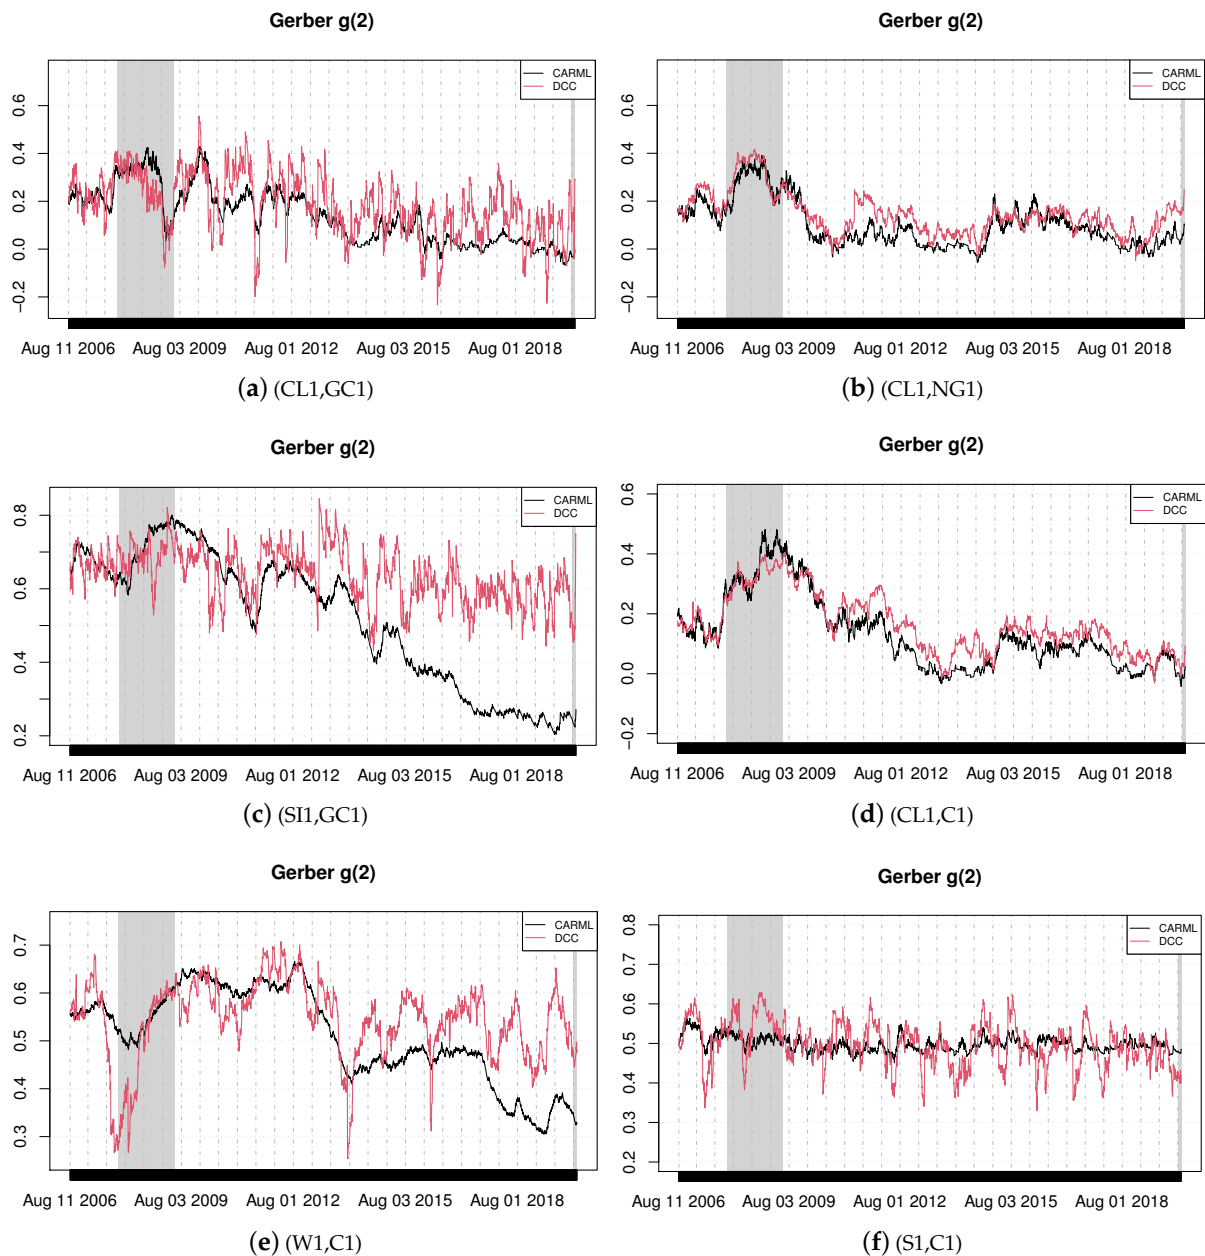 Gerber g(2)
CARML
DCC
0.6
0.4
0.2
0.0
−0.2
Aug 11 2006 Aug 03 2009 Aug 01 2012 Aug 03 2015 Aug 01 2018
(a) (CL1,GC1)
Gerber g(2)
CARML
DCC
0.6
0.4
0.2
0.0
−0.2
Aug 11 2006 Aug 03 2009 Aug 01 2012 Aug 03 2015 Aug 01 2018
(b) (CL1,NG1)
Gerber g(2)
CARML
DCC
0.8
0.6
0.4
0.2
Aug 11 2006 Aug 03 2009 Aug 01 2012 Aug 03 2015 Aug 01 2018
(c) (SI1,GC1)
Gerber g(2)
CARML
DCC
0.6
0.4
0.2
0.0
−0.2
Aug 11 2006 Aug 03 2009 Aug 01 2012 Aug 03 2015 Aug 01 2018
(d) (CL1,C1)
Gerber g(2)
CARML
DCC
0.7
0.6
0.5
0.4
0.3
Aug 11 2006 Aug 03 2009 Aug 01 2012 Aug 03 2015 Aug 01 2018
(e) (W1,C1)
Gerber g(2)
CARML
DCC
0.8
0.7
0.6
0.5
0.4
0.3
0.2
Aug 11 2006 Aug 03 2009 Aug 01 2012 Aug 03 2015 Aug 01 2018
(f) (S1,C1)